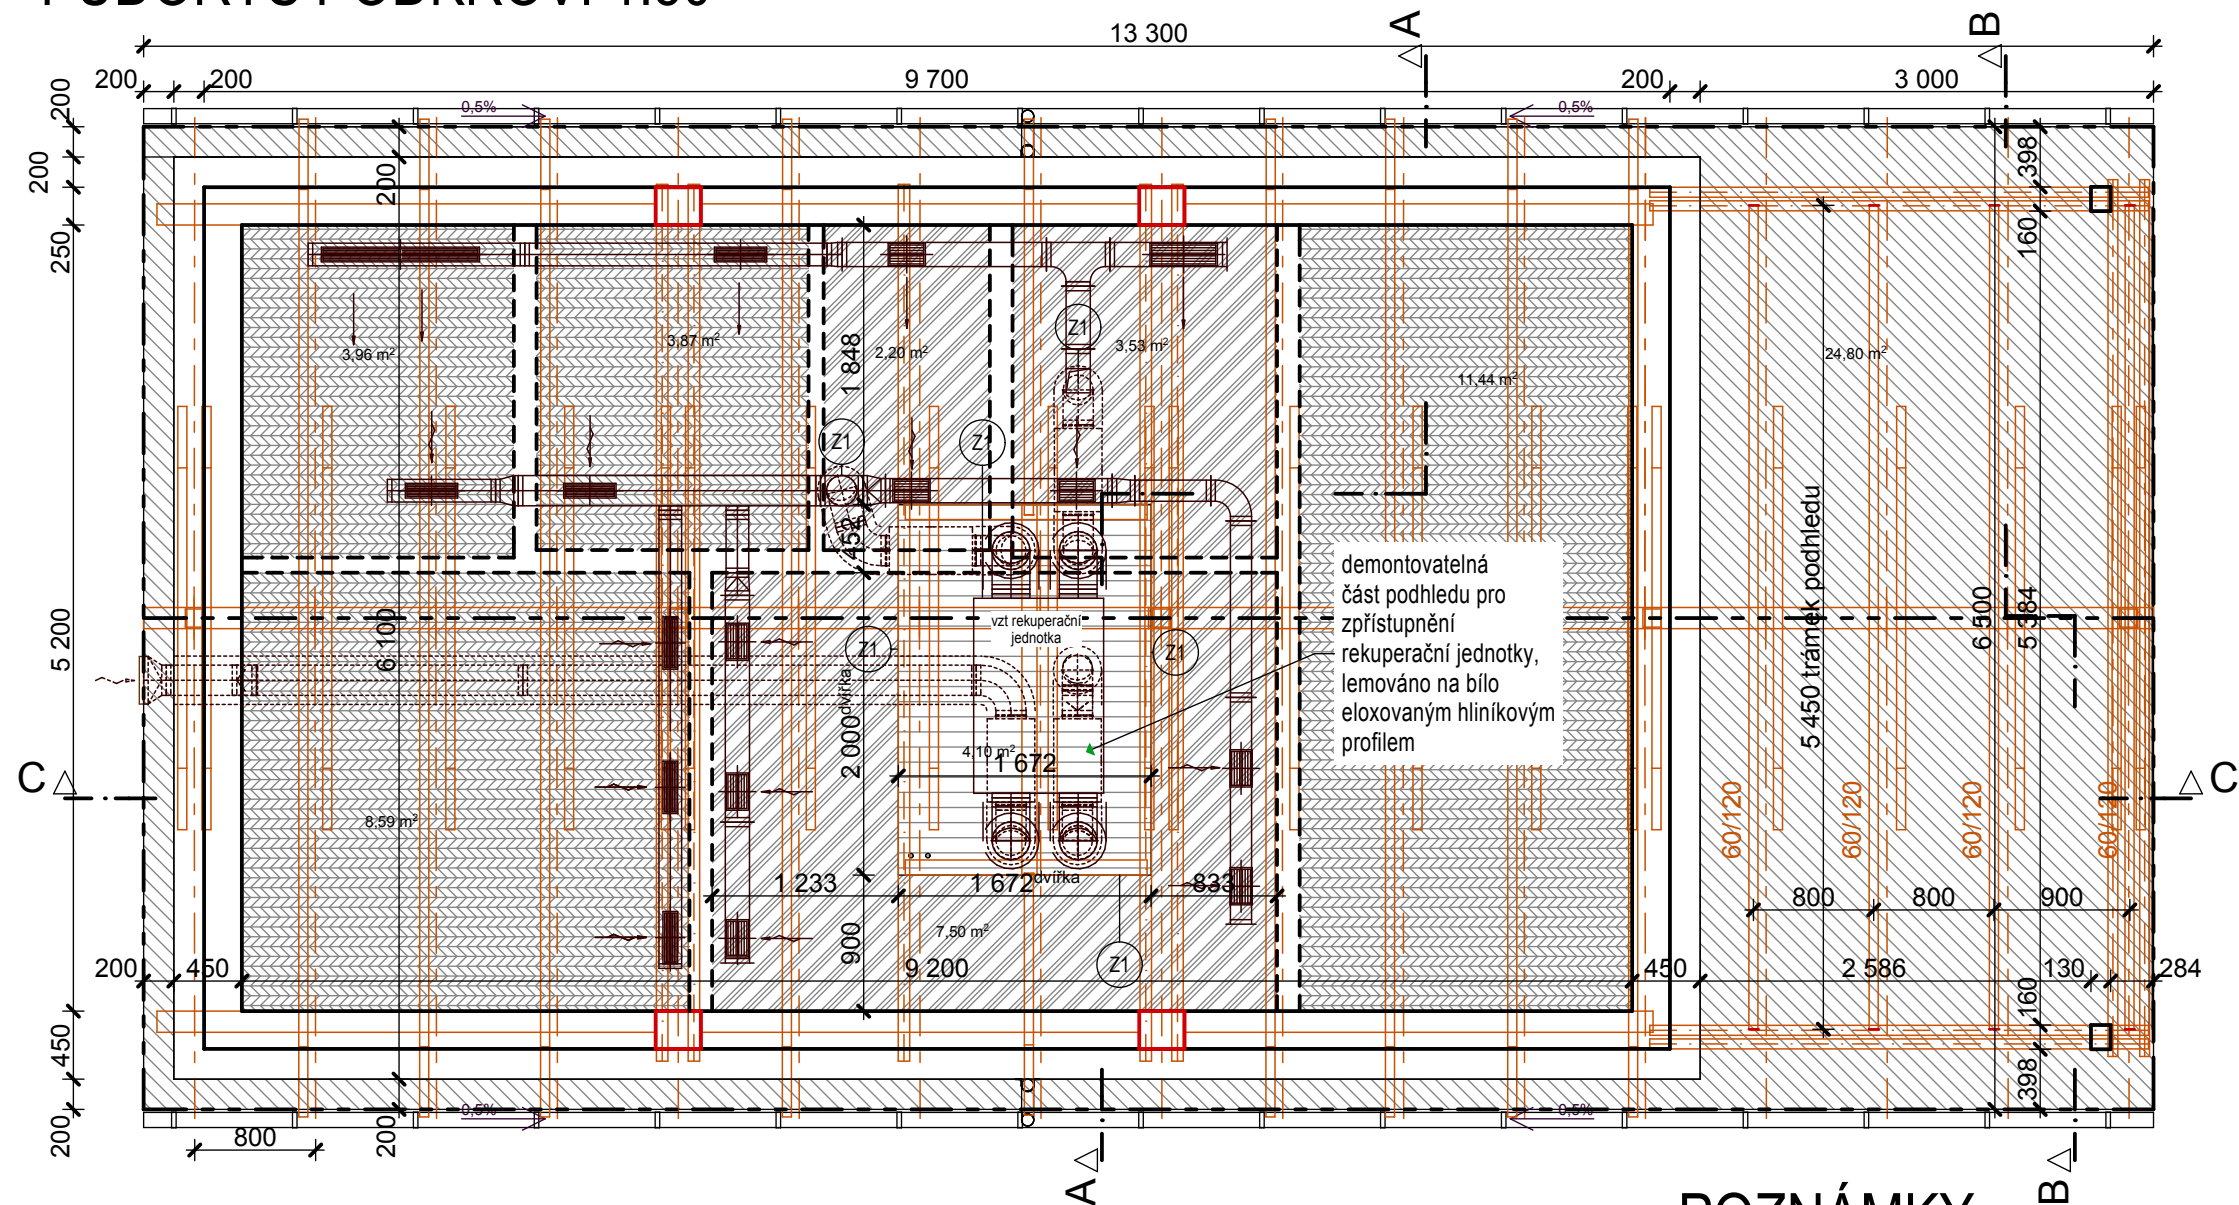 13 300
A
B
200
200
9 700
200
3 000
200
0,5%
0,5%
200
200
398
250
160
Z1
3,96 m²
3,87 m²
1 848
2,20 m²
3,53 m²
11,44 m²
24,80 m²
Z1
Z1
452
5 450 trámek podhledu
demontovatelná
část podhledu pro
zpřístupnění
rekuperační jednotky,
lemováno na bílo
eloxovaným hliníkovým
profilem
vzt rekuperační
jednotka
5 200
6 100
Z1
Z1
6 500
5 384
2 000 dvířka
4,10 m²
1 672
C
C
8,59 m²
60/120
60/120
60/120
60/120
1 233
1 672 dvířka
833
800
800
900
7,50 m²
900
200
450
9 200
Z1
450
2 586
130
284
160
450
398
0,5%
0,5%
200
800
200
A
B
POZNÁMKY